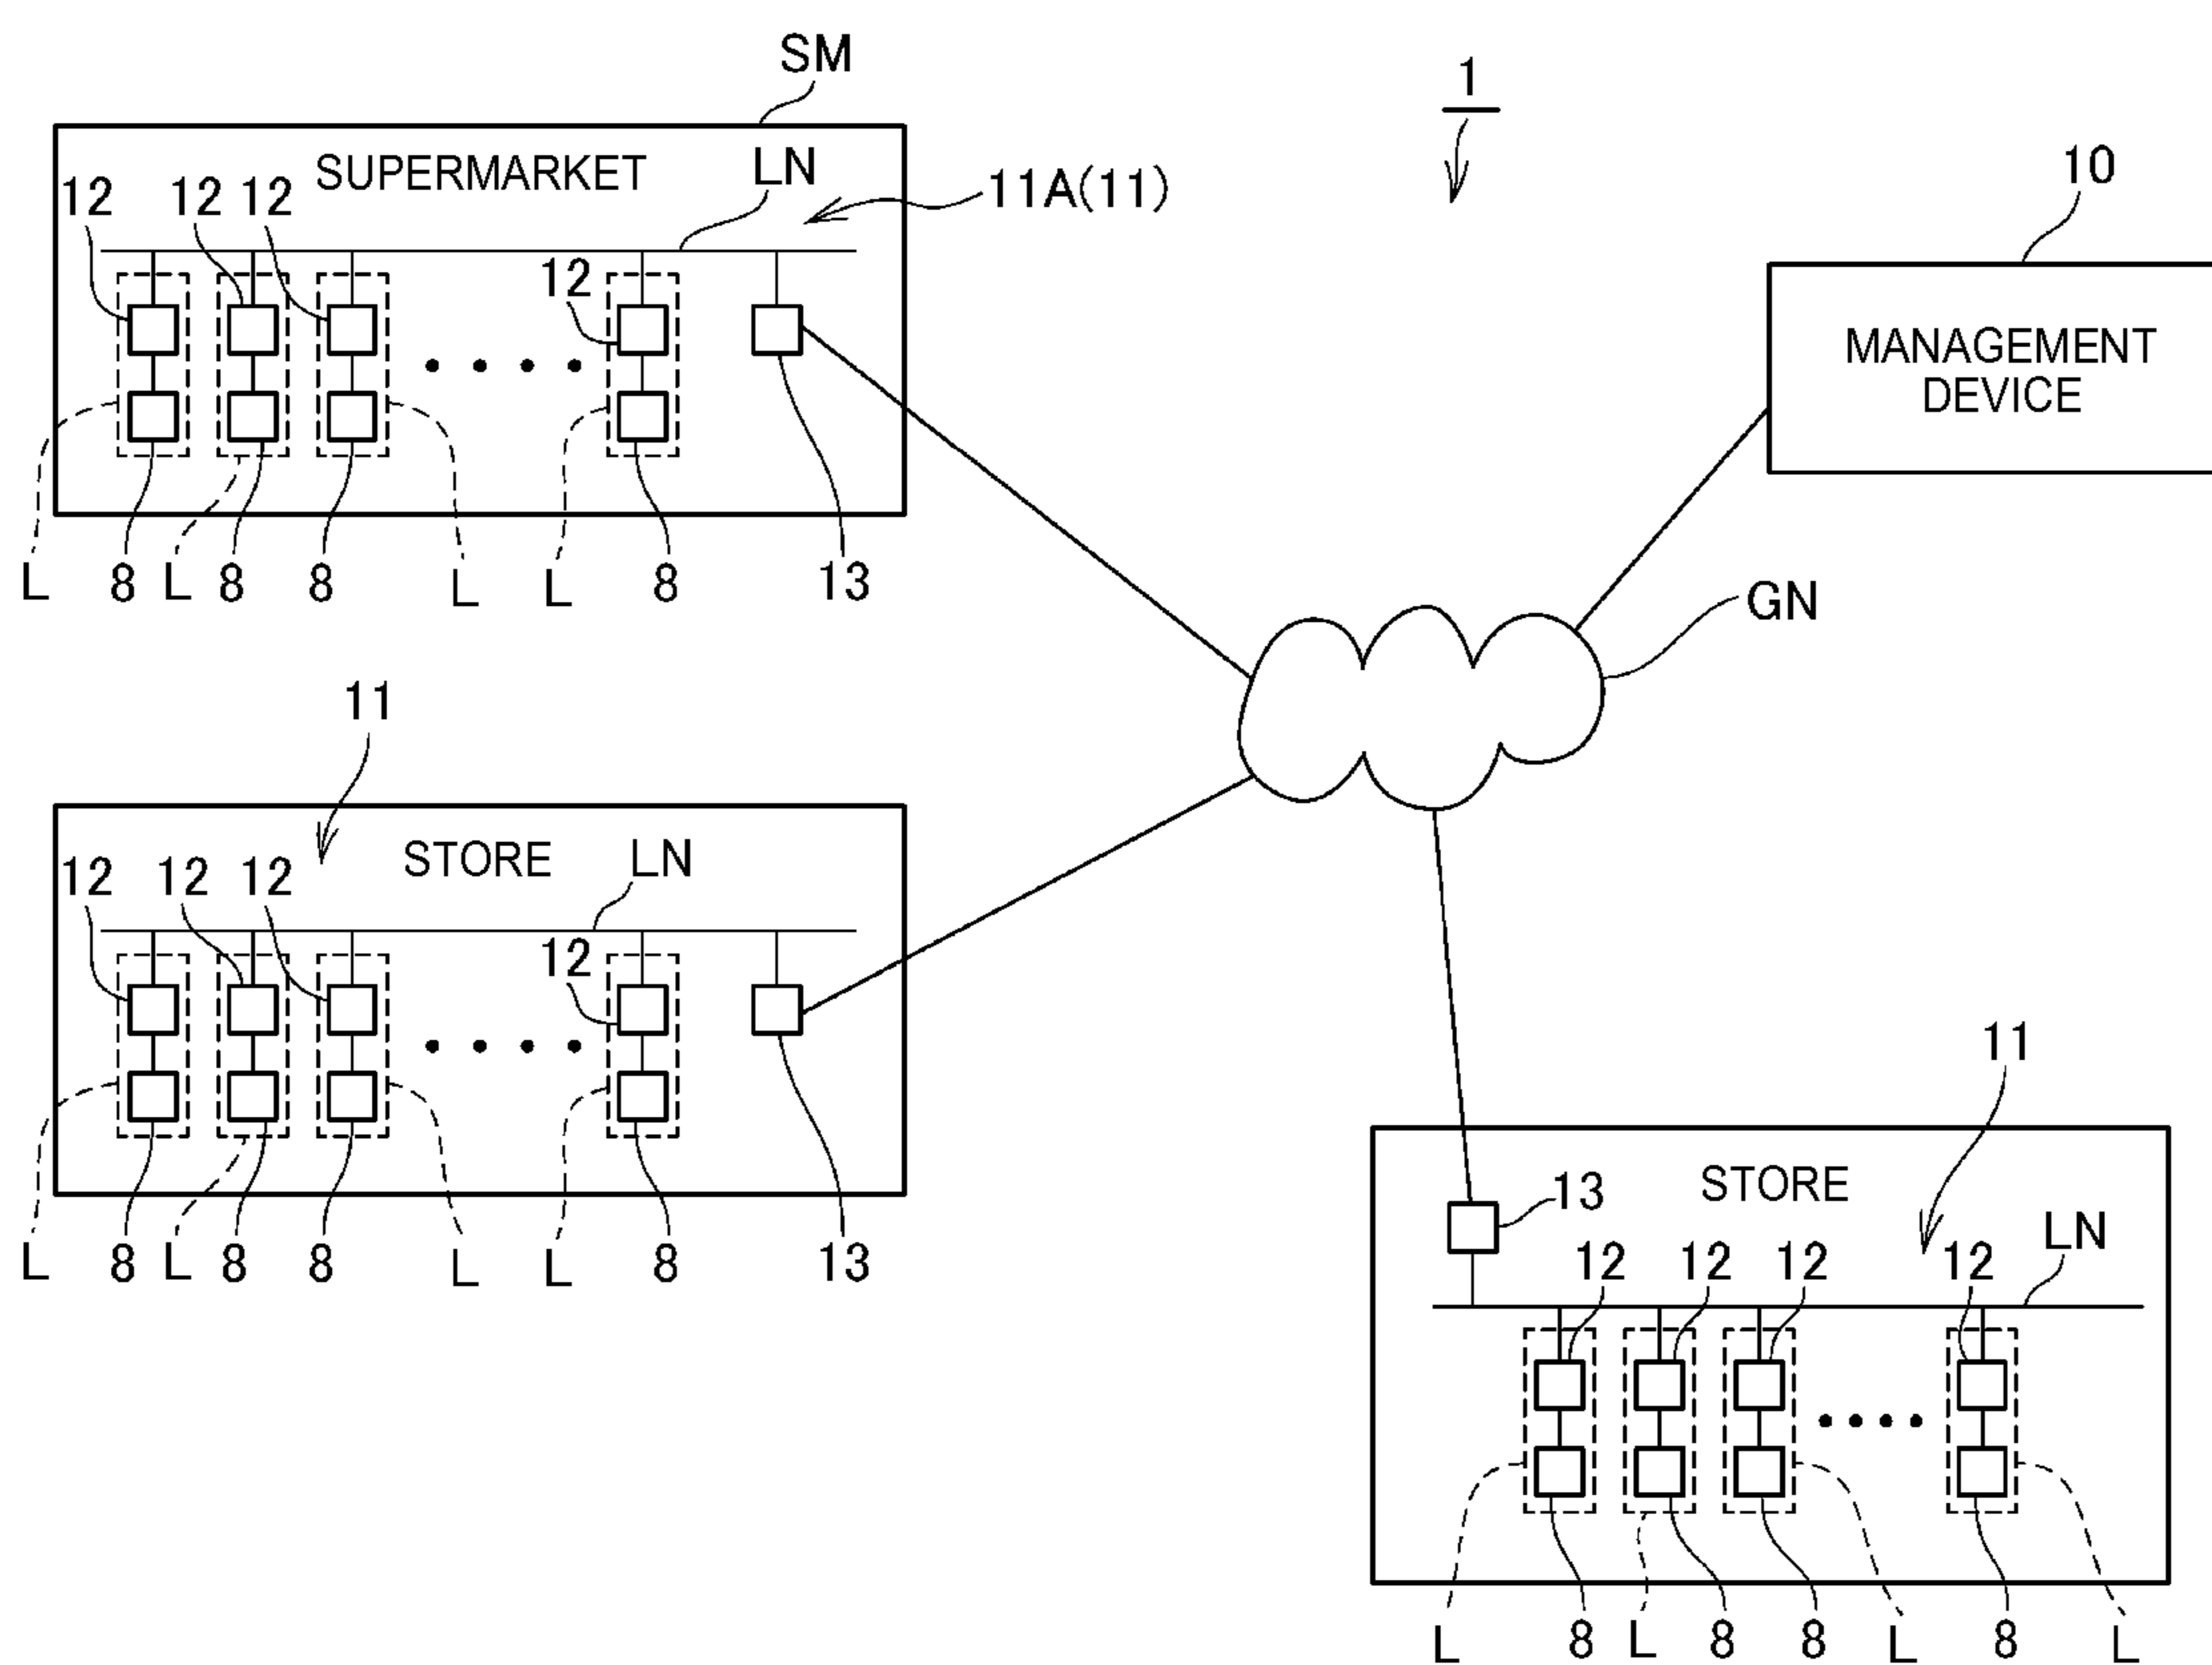 SM
1
SUPERMARKET
LN
11A(11)
10
12 12 12
12
MANAGEMENT
DEVICE
L 8 L 8 8 L L 8 13
GN
11
STORE
LN
12 12 12
12
L 8 L 8 8 L L 8 13
11
STORE
13
LN
12 12 12 12
L 8 L 8 8 L 8 L